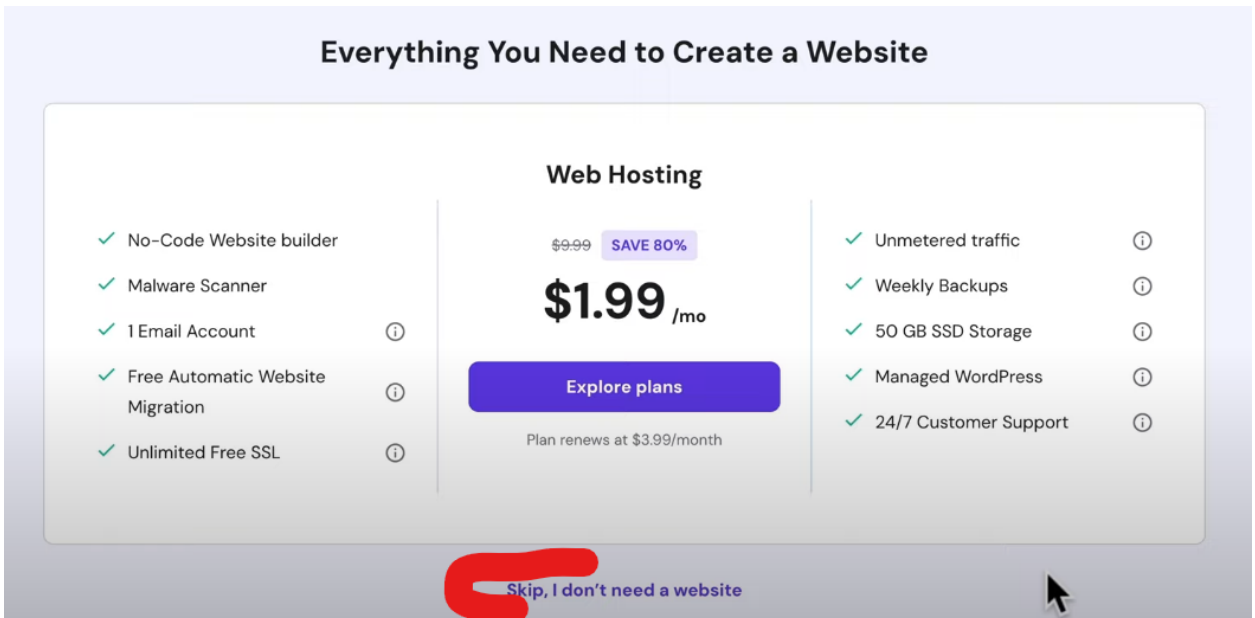 Everything You Need to Create a Website
Web Hosting
No-Code Website builder
Malware Scanner
1 Email Account
Free Automatic Website
Migration
Unlimited Free SSL
$9.99 SAVE 80%
$1.99 /mo
Explore plans
Plan renews at $3.99/month
Unmetered traffic
Weekly Backups
50 GB SSD Storage
Managed WordPress
24/7 Customer Support
Skip, I don't need a website